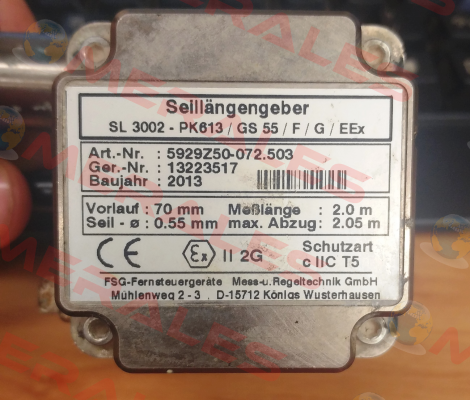 Seillängengeber
SL 3002 - PK613 / GS 55 / F / G / EEx
Art.-Nr. : 5929Z50-072.503
Ger.-Nr. : 13223517
Baujahr : 2013
Vorlauf : 70 mm Meßlänge : 2.0 m
Seil - ø : 0.55 mm max. Abzug: 2.05 m
CE Ex II 2G Schutzart
c IIC T5
FSG-Fernsteuergeräte Mess-u.Regeltechnik GmbH
Mühlenweg 2 - 3 , D-15712 Königs Wusterhausen
MERALES